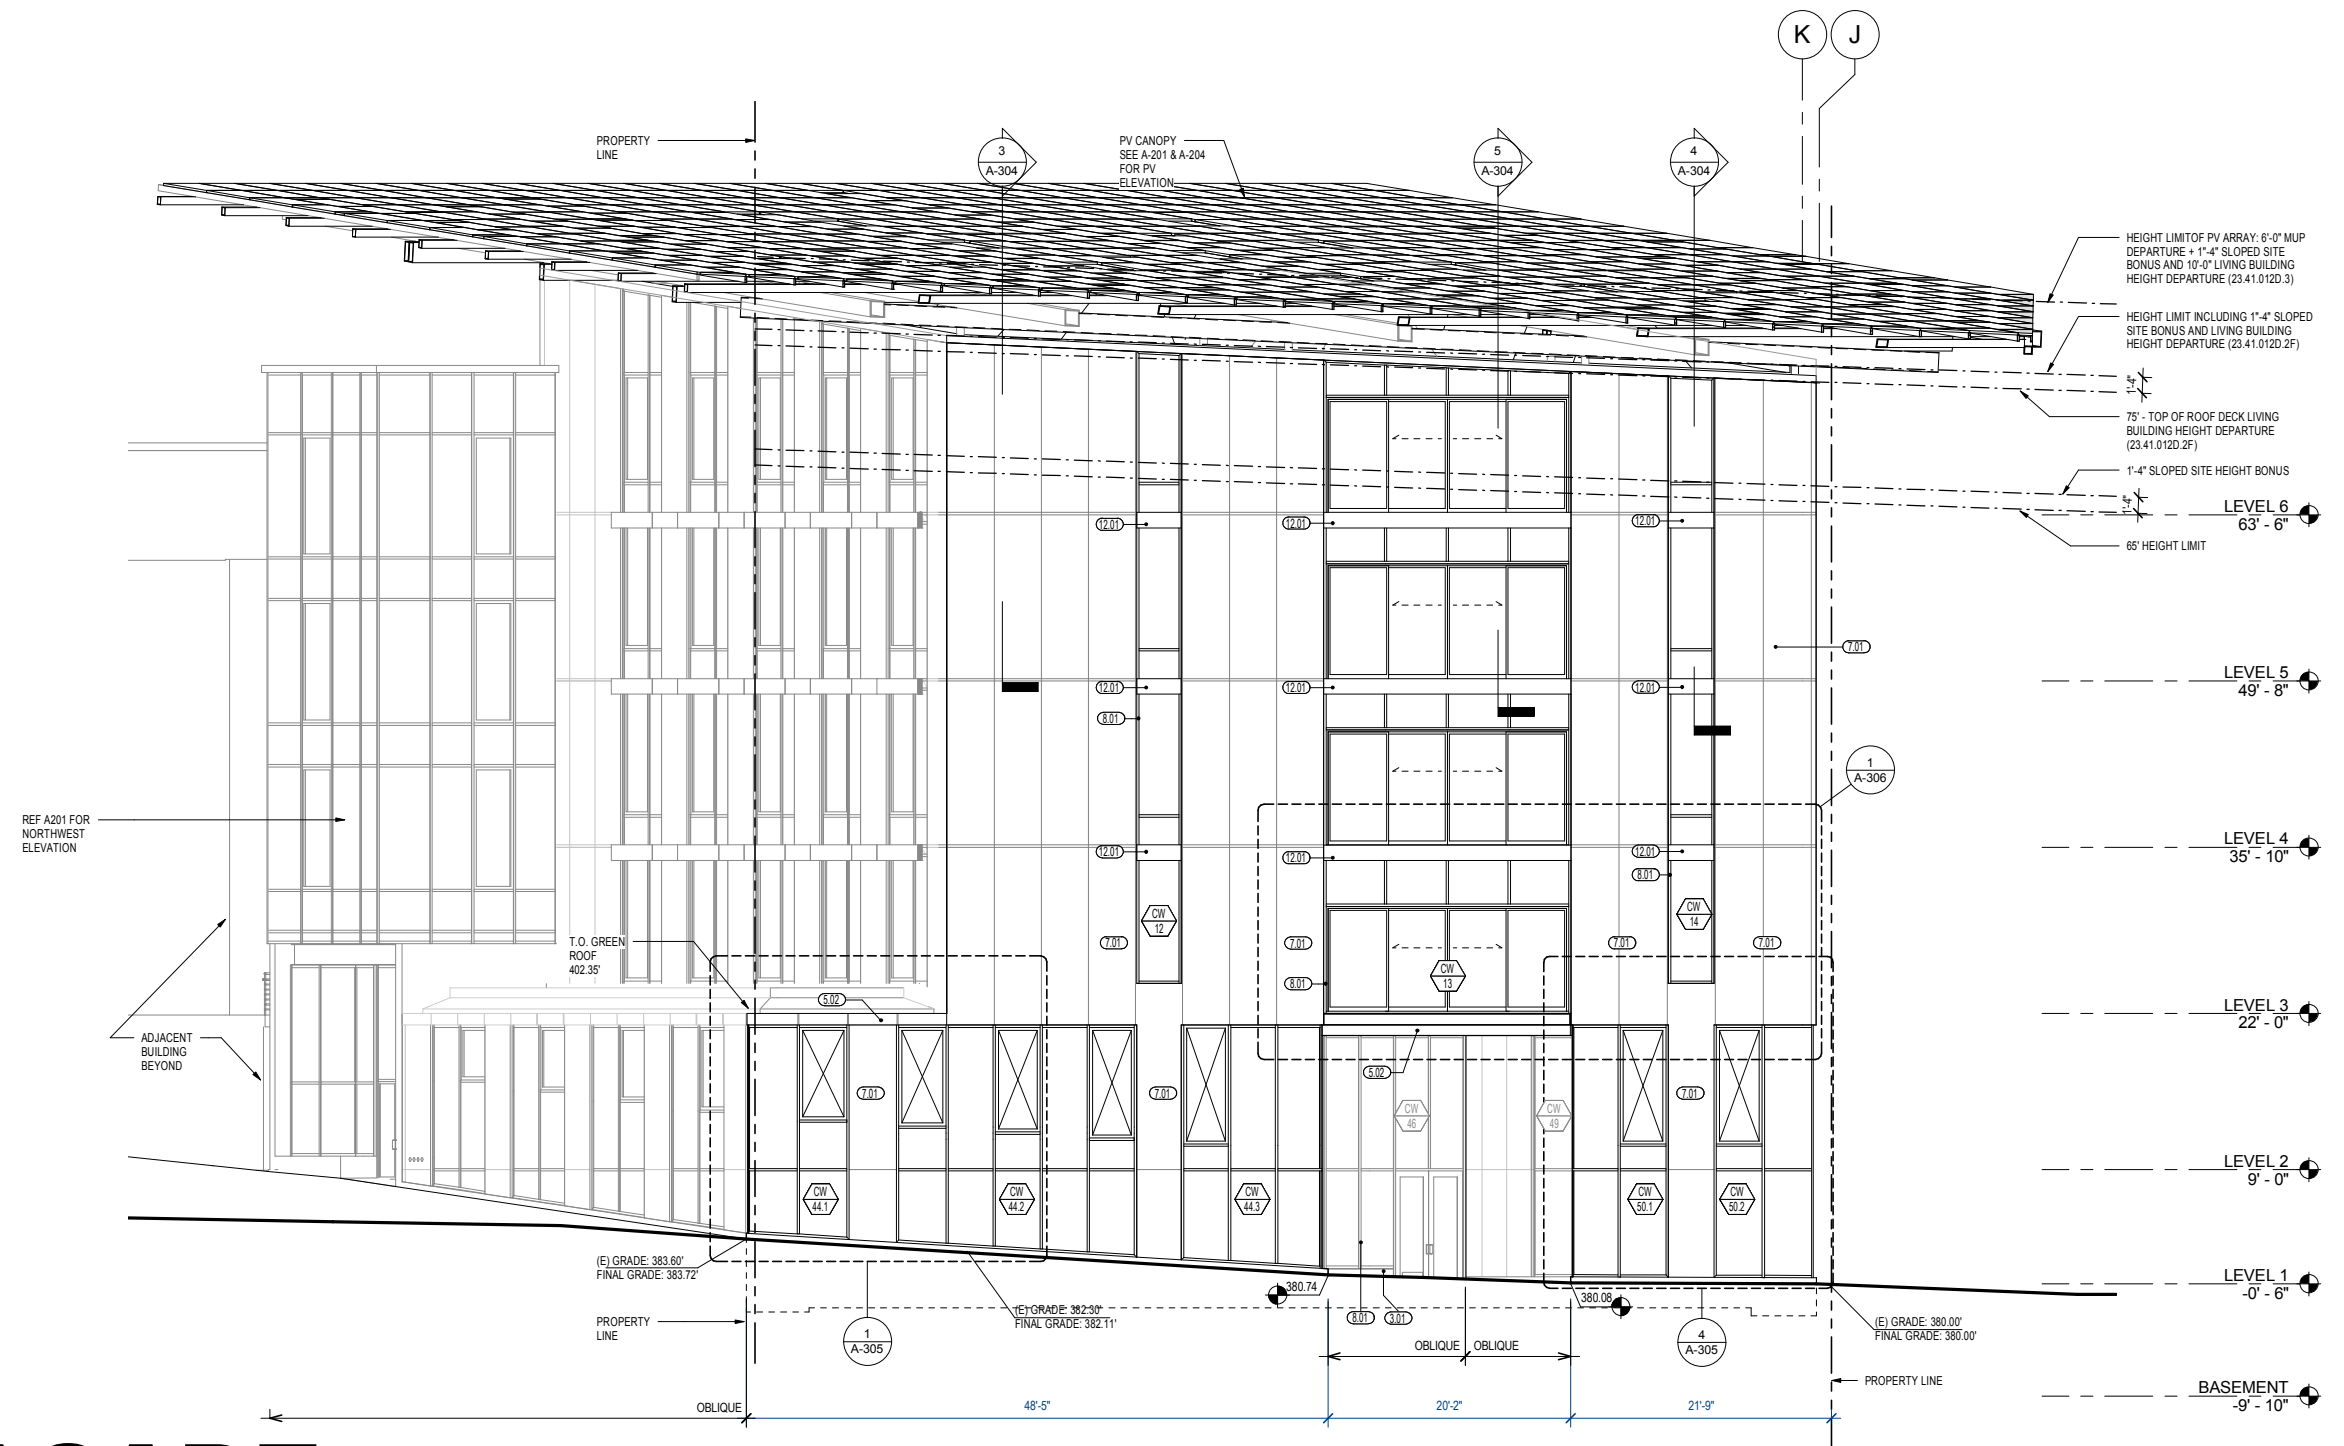 K
J
PROPERTY
LINE
3
A-304
PV CANOPY
SEE A-201 & A-204
FOR PV
ELEVATION
5
A-304
4
A-304
HEIGHT LIMITOF PV ARRAY: 6'-0" MUP
DEPARTURE + 1"-4" SLOPED SITE
BONUS AND 10'-0" LIVING BUILDING
HEIGHT DEPARTURE (23.41.012D.3)
HEIGHT LIMIT INCLUDING 1"-4" SLOPED
SITE BONUS AND LIVING BUILDING
HEIGHT DEPARTURE (23.41.012D.2F)
1'-4"
75' - TOP OF ROOF DECK LIVING
BUILDING HEIGHT DEPARTURE
(23.41.012D.2F)
1'-4" SLOPED SITE HEIGHT BONUS
1'-4"
LEVEL 6
63' - 6"
65' HEIGHT LIMIT
12.01
12.01
12.01
7.01
LEVEL 5
49' - 8"
12.01
12.01
12.01
8.01
1
A-306
REF A201 FOR
NORTHWEST
ELEVATION
LEVEL 4
35' - 10"
12.01
12.01
12.01
8.01
CW
12
CW
14
T.O. GREEN
ROOF
402.35'
7.01
7.01
7.01
7.01
CW
13
8.01
5.02
LEVEL 3
22' - 0"
ADJACENT
BUILDING
BEYOND
5.02
7.01
7.01
7.01
CW
46
CW
49
LEVEL 2
9' - 0"
CW
44.1
CW
44.2
CW
44.3
CW
50.1
CW
50.2
(E) GRADE: 383.60'
FINAL GRADE: 383.72'
LEVEL 1
-0' - 6"
380.74
380.08
(E) GRADE: 382.30'
FINAL GRADE: 382.11'
8.01
3.01
PROPERTY
LINE
1
A-305
4
A-305
(E) GRADE: 380.00'
FINAL GRADE: 380.00'
OBLIQUE
OBLIQUE
PROPERTY LINE
BASEMENT
-9' - 10"
OBLIQUE
48'-5"
20'-2"
21'-9"